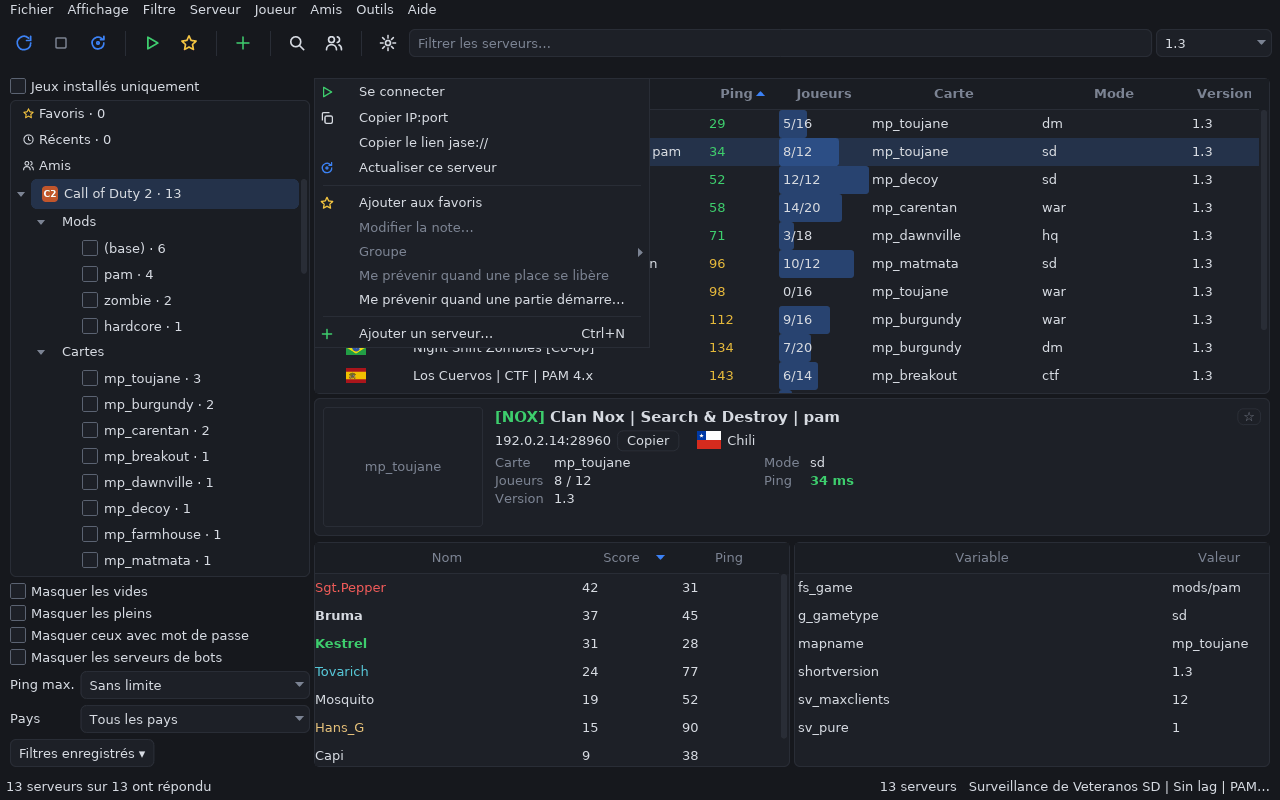 Fichier Affichage Filtre Serveur Joueur Amis Outils Aide
Filtrer les serveurs... 1.3
Jeux installés uniquement
Favoris · 0
Récents · 0
Amis
C2 Call of Duty 2 · 13
Mods
(base) · 6
pam · 4
zombie · 2
hardcore · 1
Cartes
mp_toujane · 3
mp_burgundy · 2
mp_carentan · 2
mp_breakout · 1
mp_dawnville · 1
mp_decoy · 1
mp_farmhouse · 1
mp_matmata · 1
Masquer les vides
Masquer les pleins
Masquer ceux avec mot de passe
Masquer les serveurs de bots
Ping max. Sans limite
Pays Tous les pays
Filtres enregistrés ▾
Se connecter
Copier IP:port
Copier le lien jase://
Actualiser ce serveur
Ajouter aux favoris
Modifier la note...
Groupe
Me prévenir quand une place se libère
Me prévenir quand une partie démarre...
Ajouter un serveur... Ctrl+N
Ping Joueurs Carte Mode Version
29 5/16 mp_toujane dm 1.3
pam 34 8/12 mp_toujane sd 1.3
52 12/12 mp_decoy sd 1.3
58 14/20 mp_carentan war 1.3
71 3/18 mp_dawnville hq 1.3
n 96 10/12 mp_matmata sd 1.3
98 0/16 mp_toujane war 1.3
112 9/16 mp_burgundy war 1.3
Night Shift Zombies [Co-op] 134 7/20 mp_burgundy dm 1.3
Los Cuervos | CTF | PAM 4.x 143 6/14 mp_breakout ctf 1.3
mp_toujane
[NOX] Clan Nox | Search & Destroy | pam
192.0.2.14:28960 Copier Chili
Carte mp_toujane Mode sd
Joueurs 8 / 12 Ping 34 ms
Version 1.3
Nom Score Ping
Sgt.Pepper 42 31
Bruma 37 45
Kestrel 31 28
Tovarich 24 77
Mosquito 19 52
Hans_G 15 90
Capi 9 38
Variable Valeur
fs_game mods/pam
g_gametype sd
mapname mp_toujane
shortversion 1.3
sv_maxclients 12
sv_pure 1
13 serveurs sur 13 ont répondu
13 serveurs Surveillance de Veteranos SD | Sin lag | PAM...